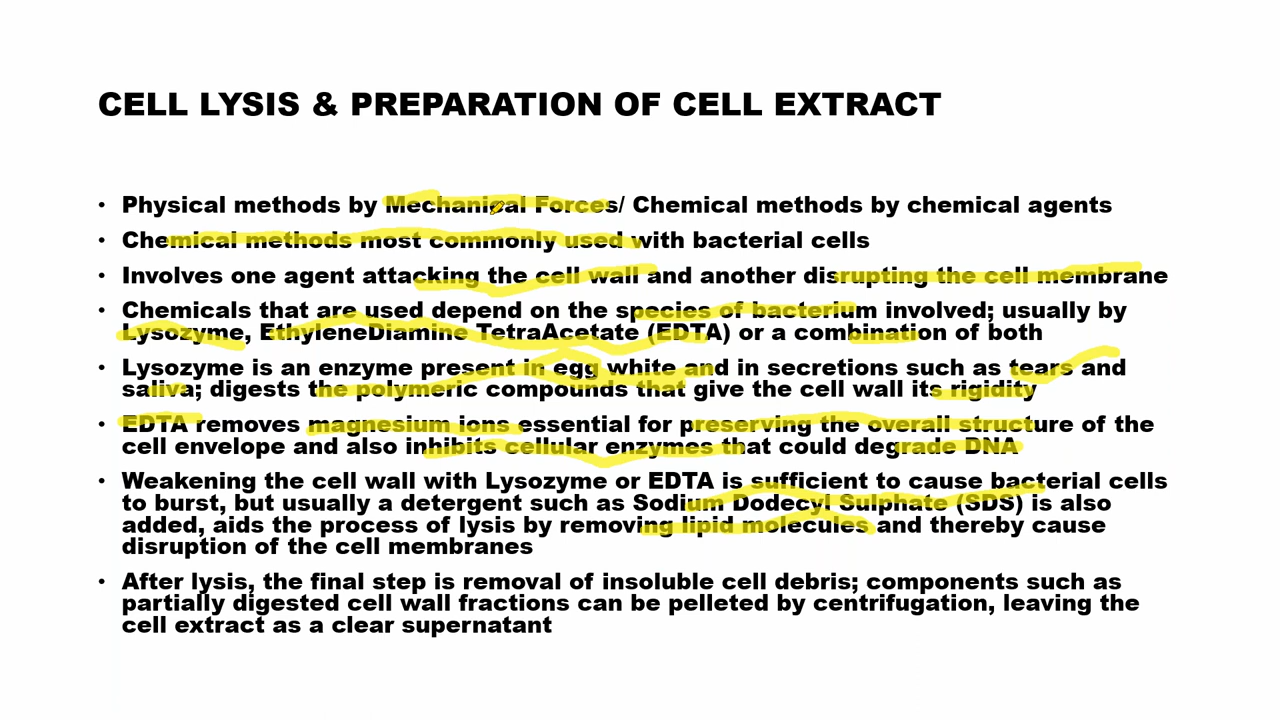 CELL LYSIS & PREPARATION OF CELL EXTRACT
• Physical methods by Mechanical Forces/ Chemical methods by chemical agents
• Chemical methods most commonly used with bacterial cells
• Involves one agent attacking the cell wall and another disrupting the cell membrane
• Chemicals that are used depend on the species of bacterium involved; usually by
Lysozyme, EthyleneDiamine TetraAcetate (EDTA) or a combination of both
• Lysozyme is an enzyme present in egg white and in secretions such as tears and
saliva; digests the polymeric compounds that give the cell wall its rigidity
• EDTA removes magnesium ions essential for preserving the overall structure of the
cell envelope and also inhibits cellular enzymes that could degrade DNA
• Weakening the cell wall with Lysozyme or EDTA is sufficient to cause bacterial cells
to burst, but usually a detergent such as Sodium Dodecyl Sulphate (SDS) is also
added, aids the process of lysis by removing lipid molecules and thereby cause
disruption of the cell membranes
• After lysis, the final step is removal of insoluble cell debris; components such as
partially digested cell wall fractions can be pelleted by centrifugation, leaving the
cell extract as a clear supernatant